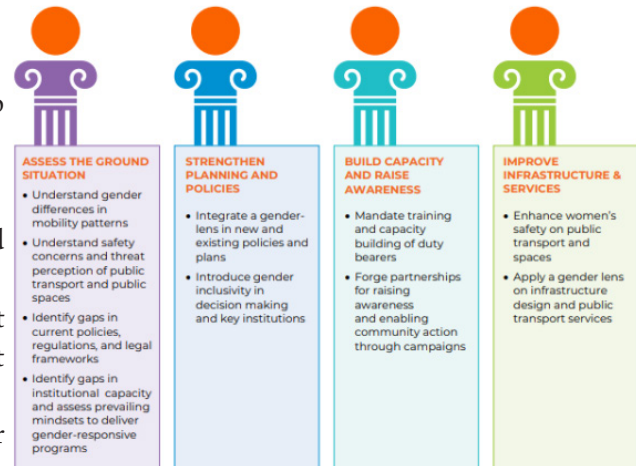 ASSESS THE GROUND
SITUATION
• Understand gender
differences in
mobility patterns
• Understand safety
concerns and threat
perception of public
transport and public
spaces
• Identify gaps in
current policies,
regulations, and legal
frameworks
• Identify gaps in
institutional capacity
and assess prevailing
mindsets to deliver
gender-responsive
programs
STRENGTHEN
PLANNING AND
POLICIES
• Integrate a gender-
lens in new and
existing policies and
plans
• Introduce gender
inclusivity in
decision making
and key institutions
BUILD CAPACITY
AND RAISE
AWARENESS
• Mandate training
and capacity
building of duty
bearers
• Forge partnerships
for raising
awareness
and enabling
community action
through campaigns
IMPROVE
INFRASTRUCTURE &
SERVICES
• Enhance women's
safety on public
transport and
spaces
• Apply a gender lens
on infrastructure
design and public
transport services